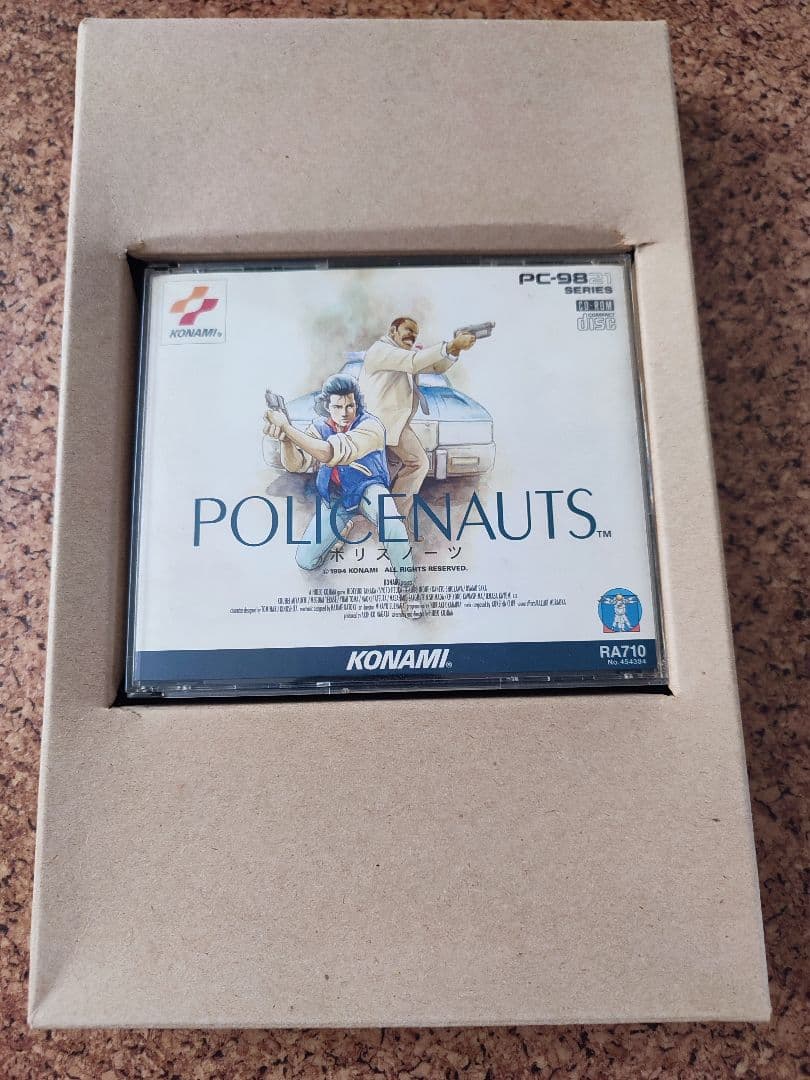 KONAMI®
PC-9821
SERIES
CD-ROM
COMPACT
disc
POLICENAUTS™
ポリスノーツ
©1994 KONAMI ALL RIGHTS RESERVED.
KONAMI®
RA710
No.454394